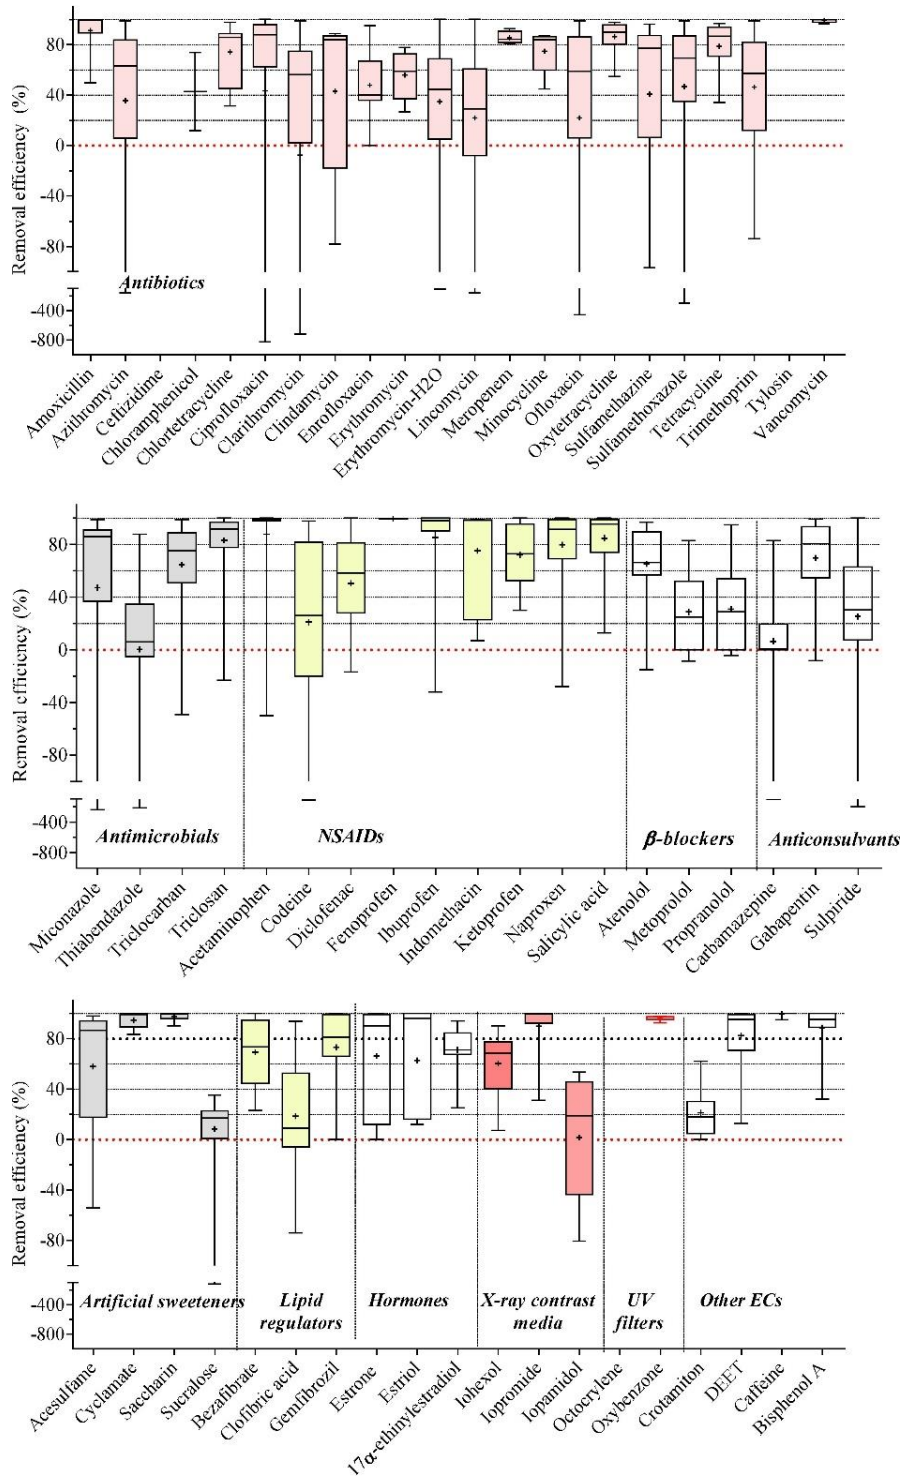 Removal efficiency (%)
80
40
0
-40
-80
-400
-800
Antibiotics
Amoxicillin
Azithromycin
Ceftizidime
Chloramphenicol
Chlortetracycline
Ciprofloxacin
Clarithromycin
Clindamycin
Enrofloxacin
Erythromycin
Erythromycin-H2O
Lincomycin
Meropenem
Minocycline
Ofloxacin
Oxytetracycline
Sulfamethazine
Sulfamethoxazole
Tetracycline
Trimethoprim
Tylosin
Vancomycin
Removal efficiency (%)
80
40
0
-40
-80
-400
-800
Antimicrobials
NSAIDs
β-blockers
Anticonsulvants
Miconazole
Thiabendazole
Triclocarban
Triclosan
Acetaminophen
Codeine
Diclofenac
Fenoprofen
Ibuprofen
Indomethacin
Ketoprofen
Naproxen
Salicylic acid
Atenolol
Metoprolol
Propranolol
Carbamazepine
Gabapentin
Sulpiride
Removal efficiency (%)
80
40
0
-40
-80
-400
-800
Artificial sweeteners
Lipid
regulators
Hormones
X-ray contrast
media
UV
filters
Other ECs
Acesulfame
Cyclamate
Saccharin
Sucralose
Bezafibrate
Clofibric acid
Gemfibrozil
Estrone
Estriol
17α-ethinylestradiol
Iohexol
Iopromide
Iopamidol
Octocrylene
Oxybenzone
Crotamiton
DEET
Caffeine
Bisphenol A